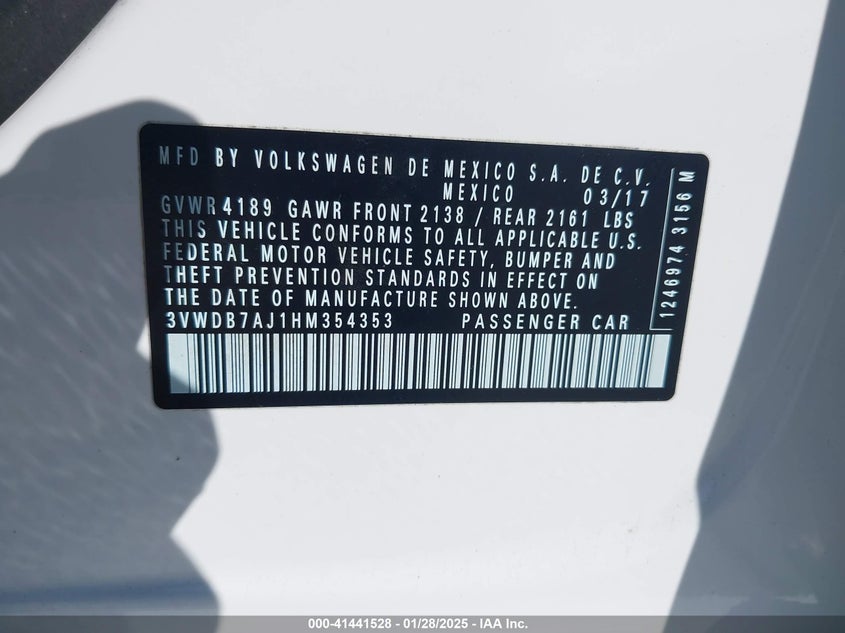 MFD BY VOLKSWAGEN DE MEXICO S.A. DE C.V.
MEXICO 03/17
GVWR 4189 GAWR FRONT 2138 / REAR 2161 LBS
THIS VEHICLE CONFORMS TO ALL APPLICABLE U.S.
FEDERAL MOTOR VEHICLE SAFETY, BUMPER AND
THEFT PREVENTION STANDARDS IN EFFECT ON
THE DATE OF MANUFACTURE SHOWN ABOVE.
3VWDB7AJ1HM354353 PASSENGER CAR
1246974 3156 M
000-41441528 - 01/28/2025 - IAA Inc.